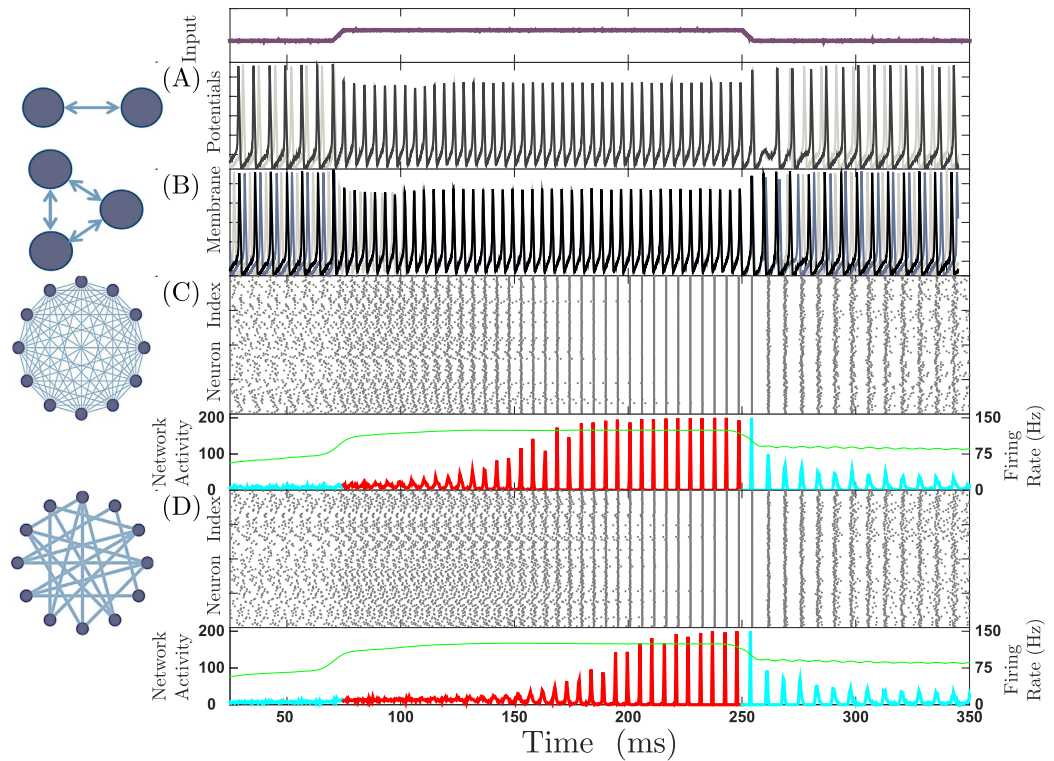 Input
(A)
Potentials
(B)
Membrane
(C)
Neuron Index
200
100
0
Network
Activity
150
75
0
Firing
Rate (Hz)
(D)
Neuron Index
200
100
0
Network
Activity
150
75
0
Firing
Rate (Hz)
50 100 150 200 250 300 350
Time (ms)